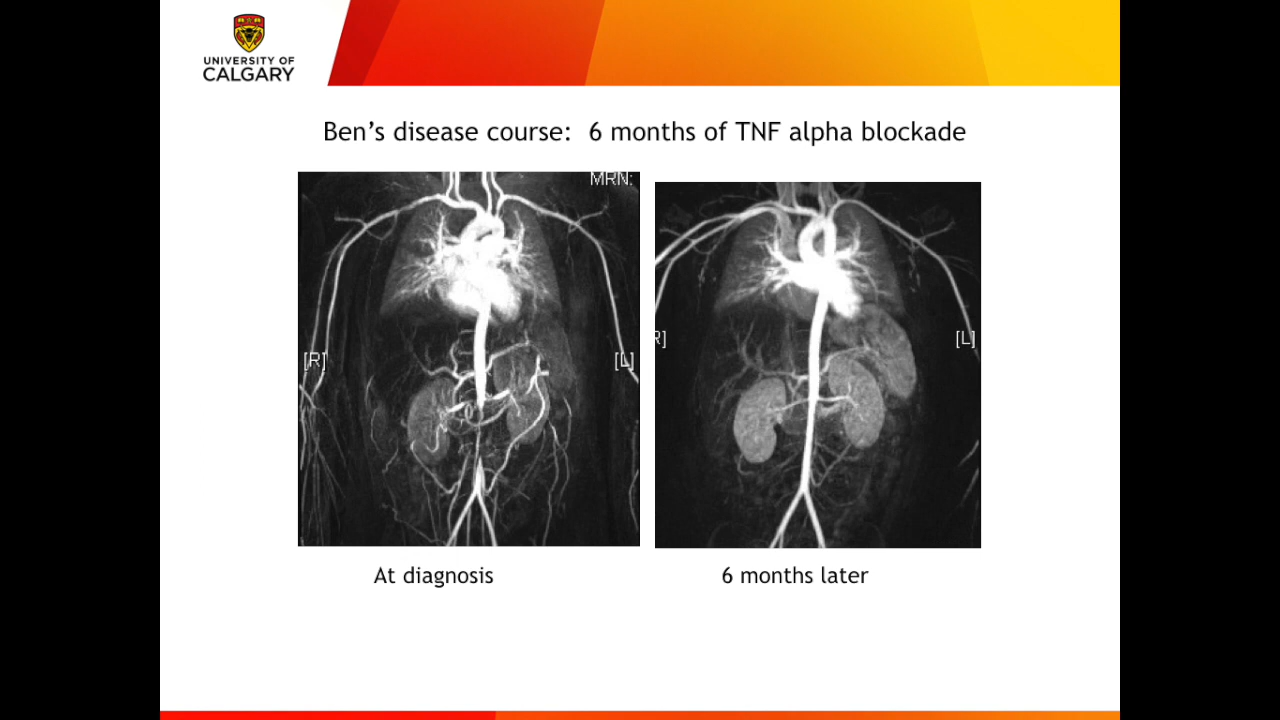 UNIVERSITY OF
CALGARY
Ben’s disease course:  6 months of TNF alpha blockade
MRN:
[R]
[L]
R]
[L]
At diagnosis
6 months later